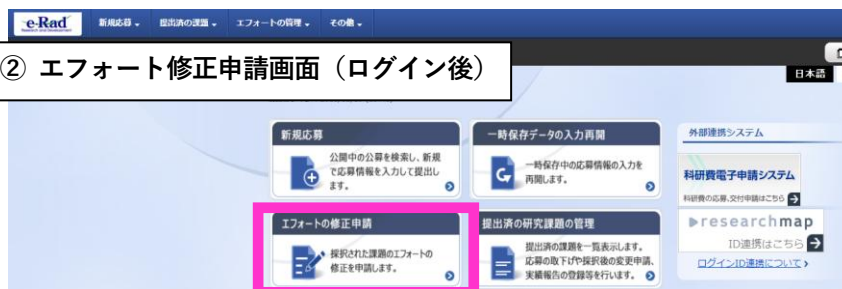 e-Rad
新規応募
提出済の課題
エフォートの管理
その他
② エフォート修正申請画面（ログイン後）
日本語
新規応募
公開中の公募を検索し、新規
で応募情報を入力して提出し
ます。
一時保存データの入力再開
一時保存中の応募情報の入力を
再開します。
エフォートの修正申請
採択された課題のエフォートの
修正を申請します。
提出済の研究課題の管理
提出済の課題を一覧表示します。
応募の取下げや採択後の変更申請、
実績報告の登録等を行います。
外部連携システム
科研費電子申請システム
科研費の応募、交付申請はこちら
researchmap
ID連携はこちら
ログインID連携について